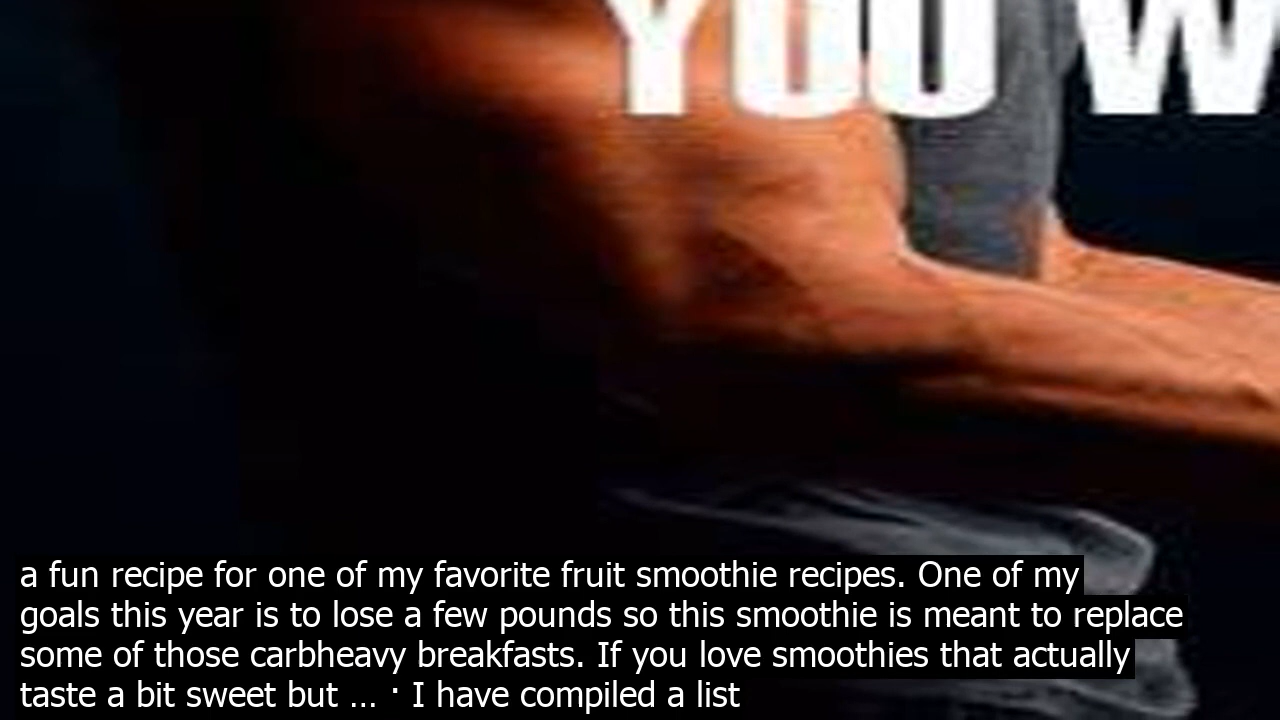 YOU W
a fun recipe for one of my favorite fruit smoothie recipes. One of my
goals this year is to lose a few pounds so this smoothie is meant to replace
some of those carbheavy breakfasts. If you love smoothies that actually
taste a bit sweet but ... · I have compiled a list